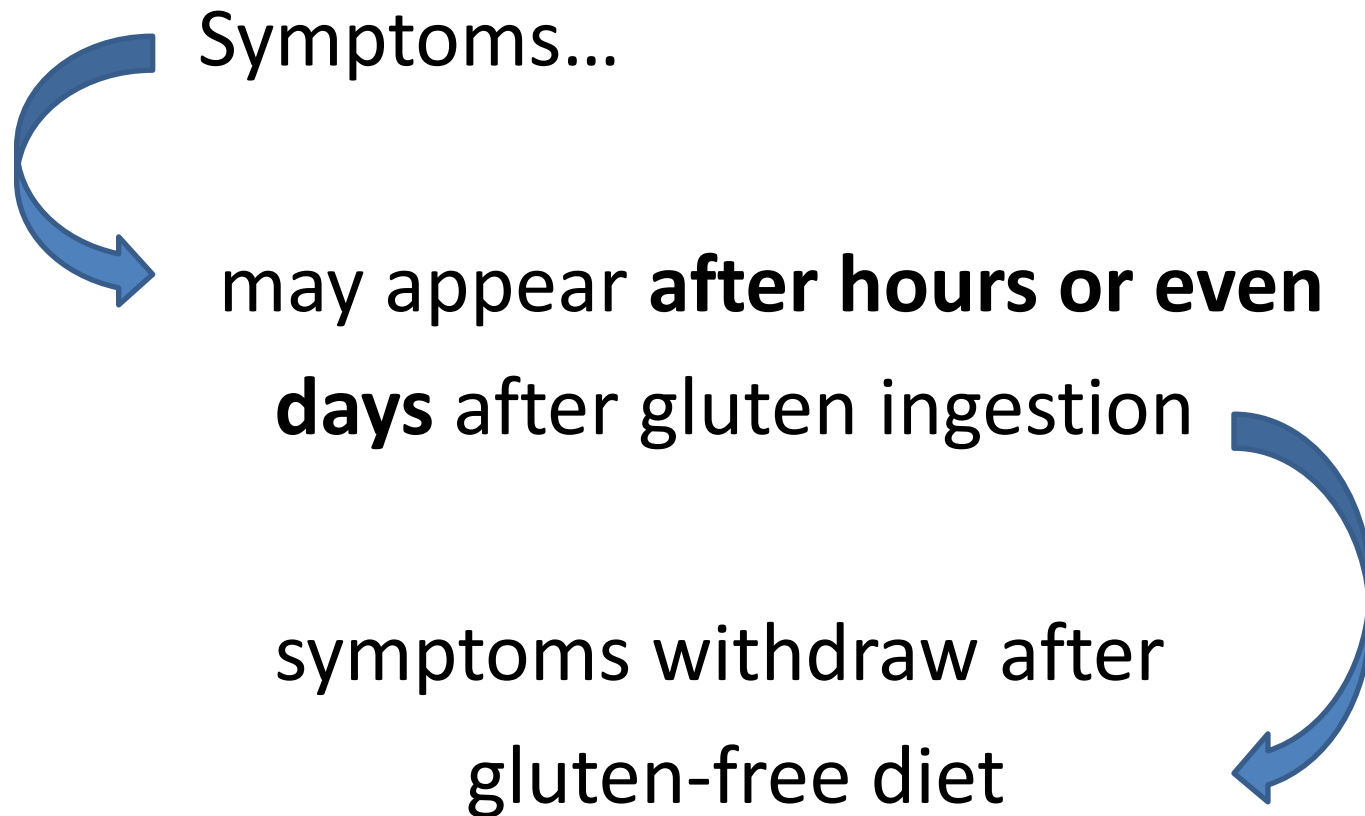 Symptoms…
may appear after hours or even
days after gluten ingestion
symptoms withdraw after
gluten-free diet